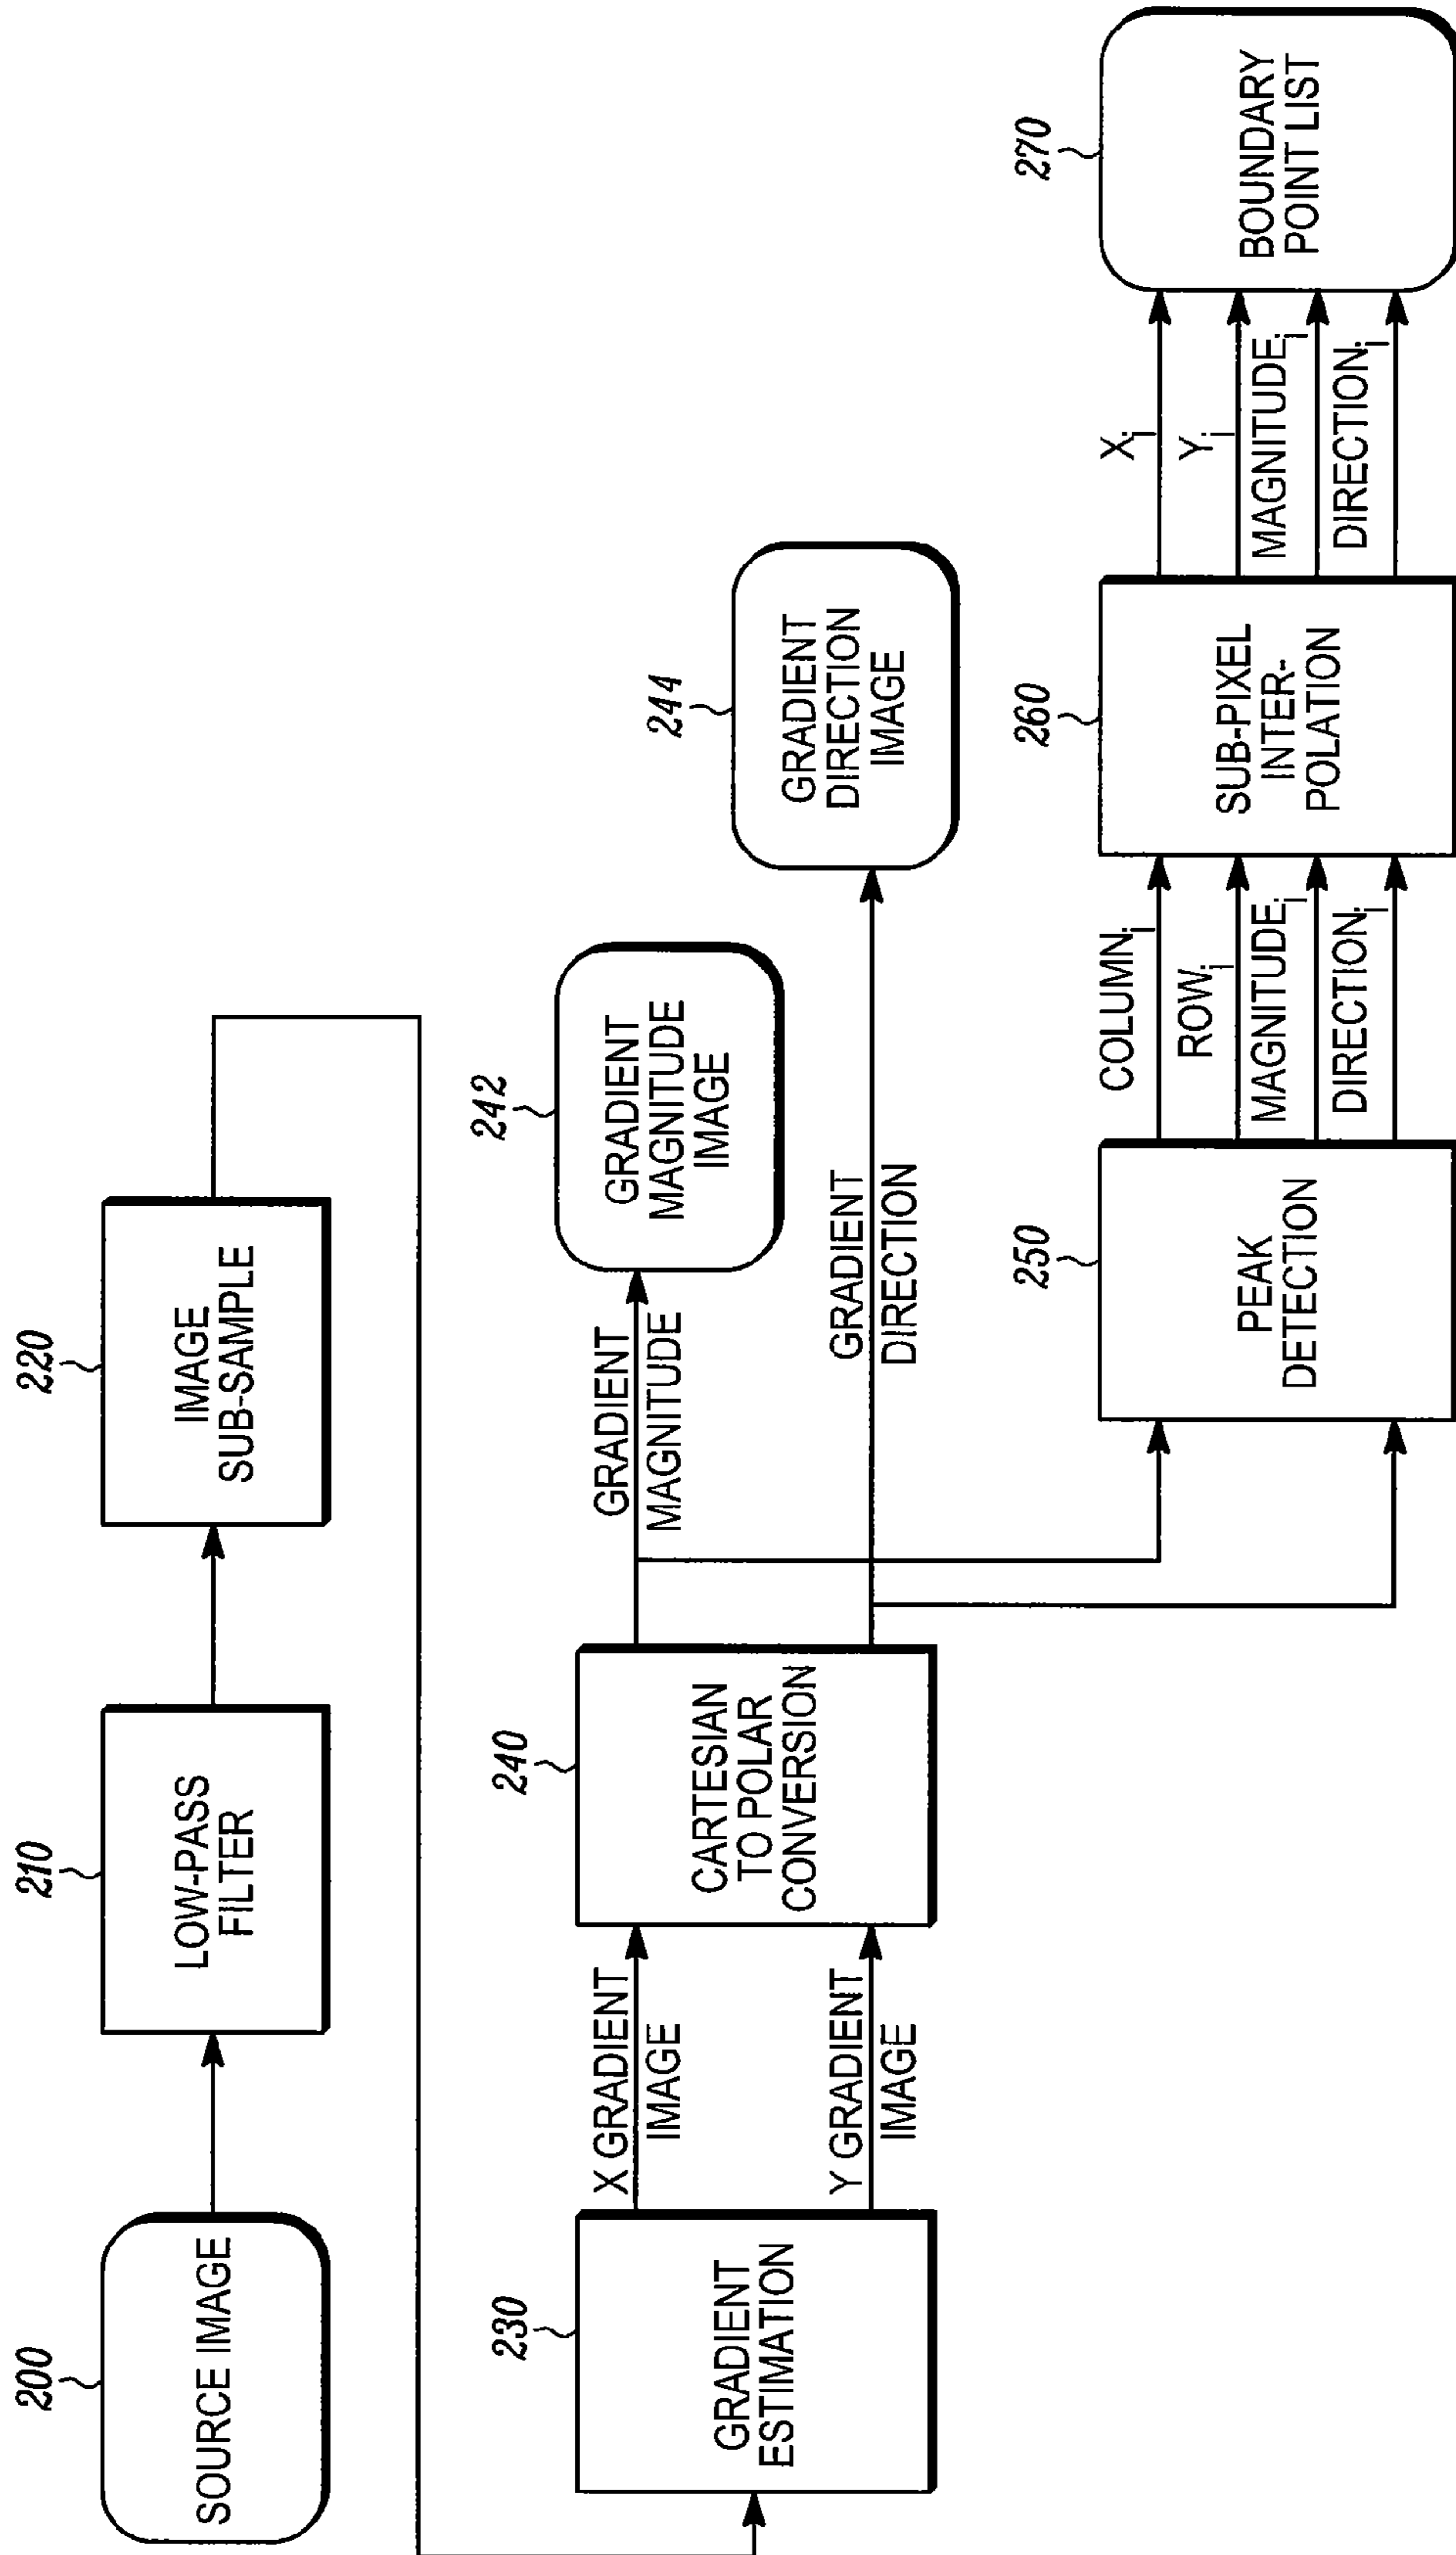 200
SOURCE IMAGE
210
LOW-PASS
FILTER
220
IMAGE
SUB-SAMPLE
230
GRADIENT
ESTIMATION
X GRADIENT
IMAGE
Y GRADIENT
IMAGE
240
CARTESIAN
TO POLAR
CONVERSION
GRADIENT
MAGNITUDE
GRADIENT
DIRECTION
242
GRADIENT
MAGNITUDE
IMAGE
244
GRADIENT
DIRECTION
IMAGE
250
PEAK
DETECTION
COLUMNi
ROWi
MAGNITUDEi
DIRECTIONi
260
SUB-PIXEL
INTER-
POLATION
Xi
Yi
MAGNITUDEi
DIRECTIONi
270
BOUNDARY
POINT LIST